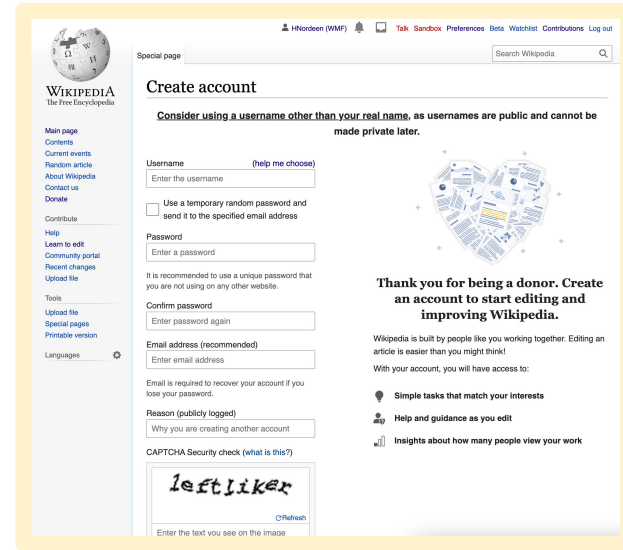 HNordeen (WMF) Talk Sandbox Preferences Beta Watchlist Contributions Log out
Special page
Search Wikipedia
WIKIPEDIA
The Free Encyclopedia
Main page
Contents
Current events
Random article
About Wikipedia
Contact us
Donate
Contribute
Help
Learn to edit
Community portal
Recent changes
Upload file
Tools
Upload file
Special pages
Printable version
Languages
Create account
Consider using a username other than your real name, as usernames are public and cannot be
made private later.
Username (help me choose)
Enter the username
Use a temporary random password and
send it to the specified email address
Password
Enter a password
It is recommended to use a unique password that
you are not using on any other website.
Confirm password
Enter password again
Email address (recommended)
Enter email address
Email is required to recover your account if you
lose your password.
Reason (publicly logged)
Why you are creating another account
CAPTCHA Security check (what is this?)
leftliker
Refresh
Enter the text you see on the image
Thank you for being a donor. Create
an account to start editing and
improving Wikipedia.
Wikipedia is built by people like you working together. Editing an
article is easier than you might think!
With your account, you will have access to:
Simple tasks that match your interests
Help and guidance as you edit
Insights about how many people view your work